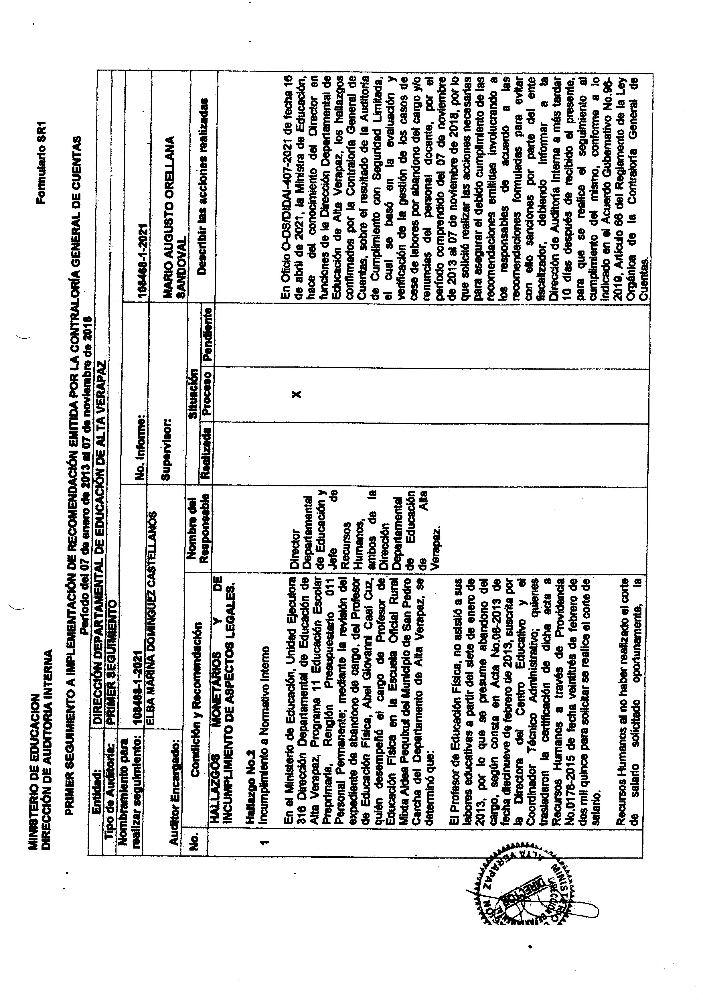 MINISTERIO DE EDUCACION
DIRECCIÓN DE AUDITORIA INTERNA
Formulario SR1
PRIMER SEGUIMIENTO A IMPLEMENTACIÓN DE RECOMENDACIÓN EMITIDA POR LA CONTRALORÍA GENERAL DE CUENTAS
Período del 07 de enero de 2013 al 07 de noviembre de 2018
Entidad: DIRECCIÓN DEPARTAMENTAL DE EDUCACIÓN DE ALTA VERAPAZ
Tipo de Auditoria: PRIMER SEGUIMIENTO
Nombramiento para
realizar seguimiento: 108468-1-2021
No. Informe: 108468-1-2021
Auditor Encargado: ELBA MARINA DOMINGUEZ CASTELLANOS
Supervisor: MARIO AUGUSTO ORELLANA
SANDOVAL
No.
Condición y Recomendación
Nombre del
Responsable
Situación
Realizada Proceso Pendiente
Describir las acciones realizadas
HALLAZGOS MONETARIOS Y DE
INCUMPLIMIENTO DE ASPECTOS LEGALES.
Hallazgo No.2
1
Incumplimiento a Normativo Interno
En el Ministerio de Educación, Unidad Ejecutora
316 Dirección Departamental de Educación de
Alta Verapaz, Programa 11 Educación Escolar
Preprimaria, Renglón Presupuestario 011
Personal Permanente; mediante la revisión del
expediente de abandono de cargo, del Profesor
de Educación Física, Abel Giovanni Caal Cuz,
quién desempeñó el cargo de Profesor de
Educación Física en la Escuela Oficial Rural
Mixta Aldea Pequixul del Municipio de San Pedro
Carcha del Departamento de Alta Verapaz, se
determinó que:
El Profesor de Educación Física, no asistió a sus
labores educativas a partir del siete de enero de
2013, por lo que se presume abandono del
cargo, según consta en Acta No.08-2013 de
fecha diecinueve de febrero de 2013, suscrita por
la Directora del Centro Educativo y el
Coordinador Técnico Administrativo; quienes
trasladaron la certificación de dicha acta a
Recursos Humanos a través de Providencia
No.0178-2015 de fecha veintitrés de febrero de
dos mil quince para solicitar se realice el corte de
salario.
Recursos Humanos al no haber realizado el corte
de salario solicitado oportunamente, la
Director
Departamental
de Educación y
Jefe de
Recursos
Humanos,
ambos de la
Dirección
Departamental
de Educación
de Alta
Verapaz.
X
En Oficio O-DS/DIDAI-407-2021 de fecha 16
de abril de 2021, la Ministra de Educación,
hace del conocimiento del Director en
funciones de la Dirección Departamental de
Educación de Alta Verapaz, los hallazgos
confirmados por la Contraloría General de
Cuentas, sobre el resultado de la Auditoría
de Cumplimiento con Seguridad Limitada,
el cual se basó en la evaluación y
verificación de la gestión de los casos de
cese de labores por abandono del cargo y/o
renuncias del personal docente, por el
período comprendido del 07 de noviembre
de 2013 al 07 de noviembre de 2018, por lo
que solicitó realizar las acciones necesarias
para asegurar el debido cumplimiento de las
recomendaciones emitidas involucrando a
los responsables de acuerdo a las
recomendaciones formuladas para evitar
con ello sanciones por parte del ente
fiscalizador, debiendo informar a la
Dirección de Auditoría Interna a más tardar
10 días después de recibido el presente,
para que se realice el seguimiento al
cumplimiento del mismo, conforme a lo
indicado en el Acuerdo Gubernativo No.96-
2019, Artículo 66 del Reglamento de la Ley
Orgánica de la Contraloría General de
Cuentas.
ALTA VERAPAZ
DIRECTOR